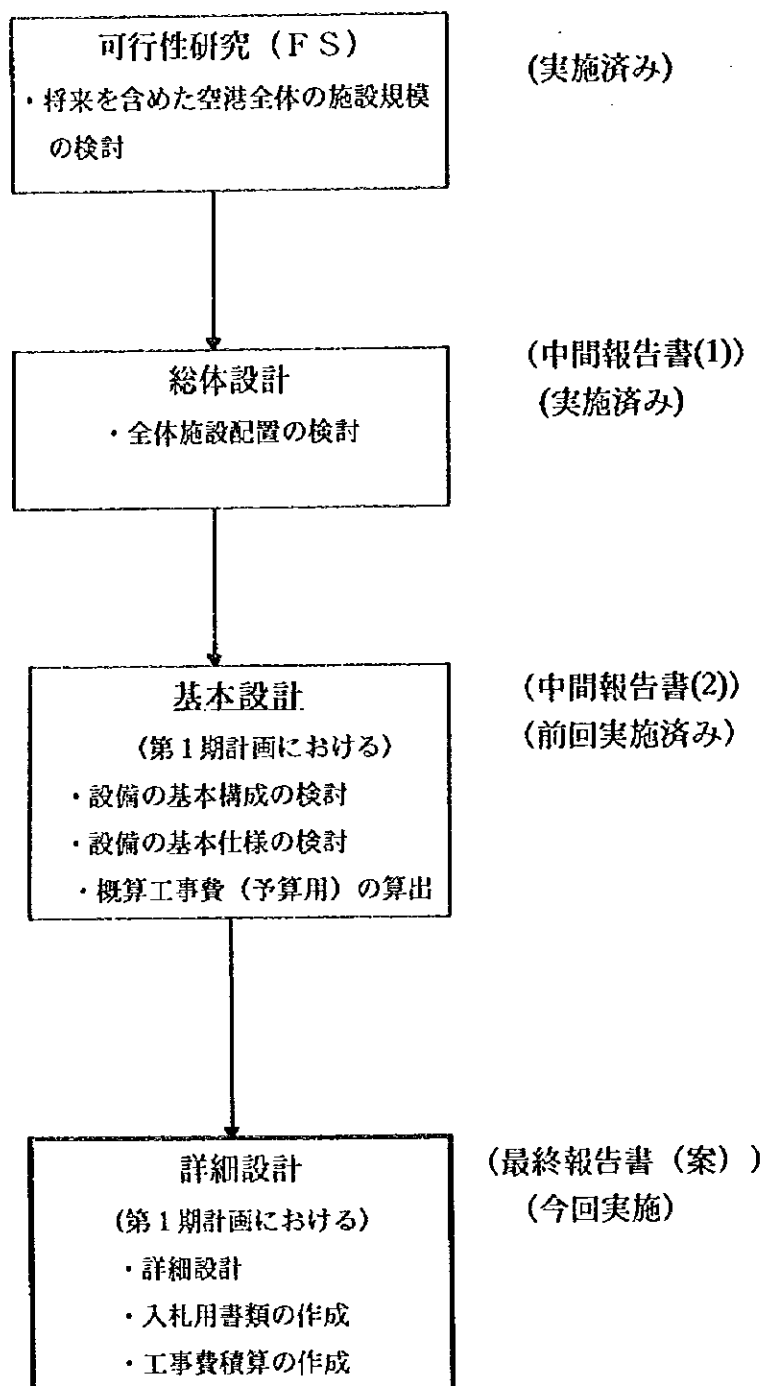 可行性研究（ＦＳ）
(実施済み)
・将来を含めた空港全体の施設規模
の検討
総体設計
(中間報告書(1))
(実施済み)
・全体施設配置の検討
基本設計
(中間報告書(2))
(前回実施済み)
(第１期計画における)
・設備の基本構成の検討
・設備の基本仕様の検討
・概算工事費（予算用）の算出
詳細設計
(最終報告書（案）)
(今回実施)
(第１期計画における)
・詳細設計
・入札用書類の作成
・工事費積算の作成